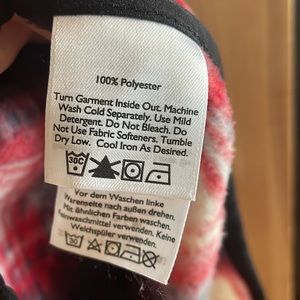 100% Polyester
Turn Garment Inside Out. Machine
Wash Cold Separately. Use Mild
Detergent. Do Not Bleach. Do
Not Use Fabric Softeners. Tumble
Dry Low. Cool Iron As Desired.
30C
Vor dem Waschen linke
Warenseite nach außen drehen.
Mit ähnlichen Farben waschen.
Feinwaschmittel verwenden. Keine
Weichspüler verwenden.
30